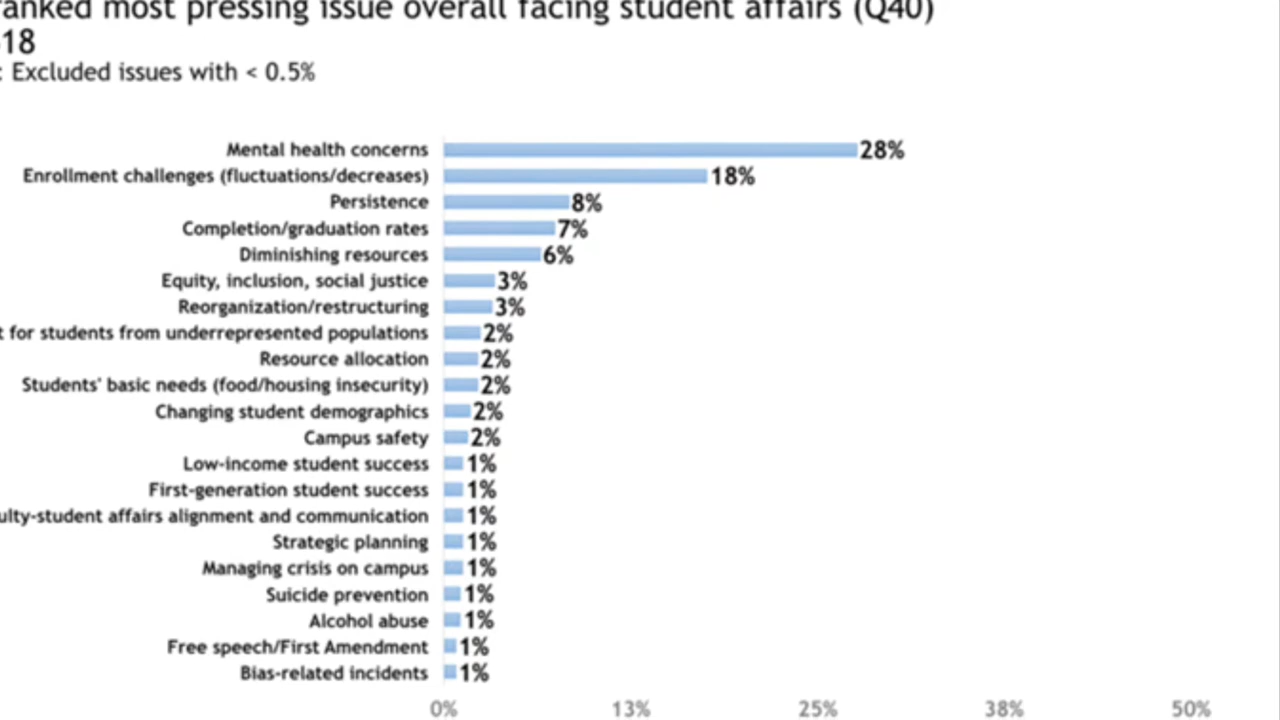 ranked most pressing issue overall facing student affairs (Q40)
18
: Excluded issues with < 0.5%
Mental health concerns 28%
Enrollment challenges (fluctuations/decreases) 18%
Persistence 8%
Completion/graduation rates 7%
Diminishing resources 6%
Equity, inclusion, social justice 3%
Reorganization/restructuring 3%
t for students from underrepresented populations 2%
Resource allocation 2%
Students' basic needs (food/housing insecurity) 2%
Changing student demographics 2%
Campus safety 2%
Low-income student success 1%
First-generation student success 1%
ulty-student affairs alignment and communication 1%
Strategic planning 1%
Managing crisis on campus 1%
Suicide prevention 1%
Alcohol abuse 1%
Free speech/First Amendment 1%
Bias-related incidents 1%
0% 13% 25% 38% 50%